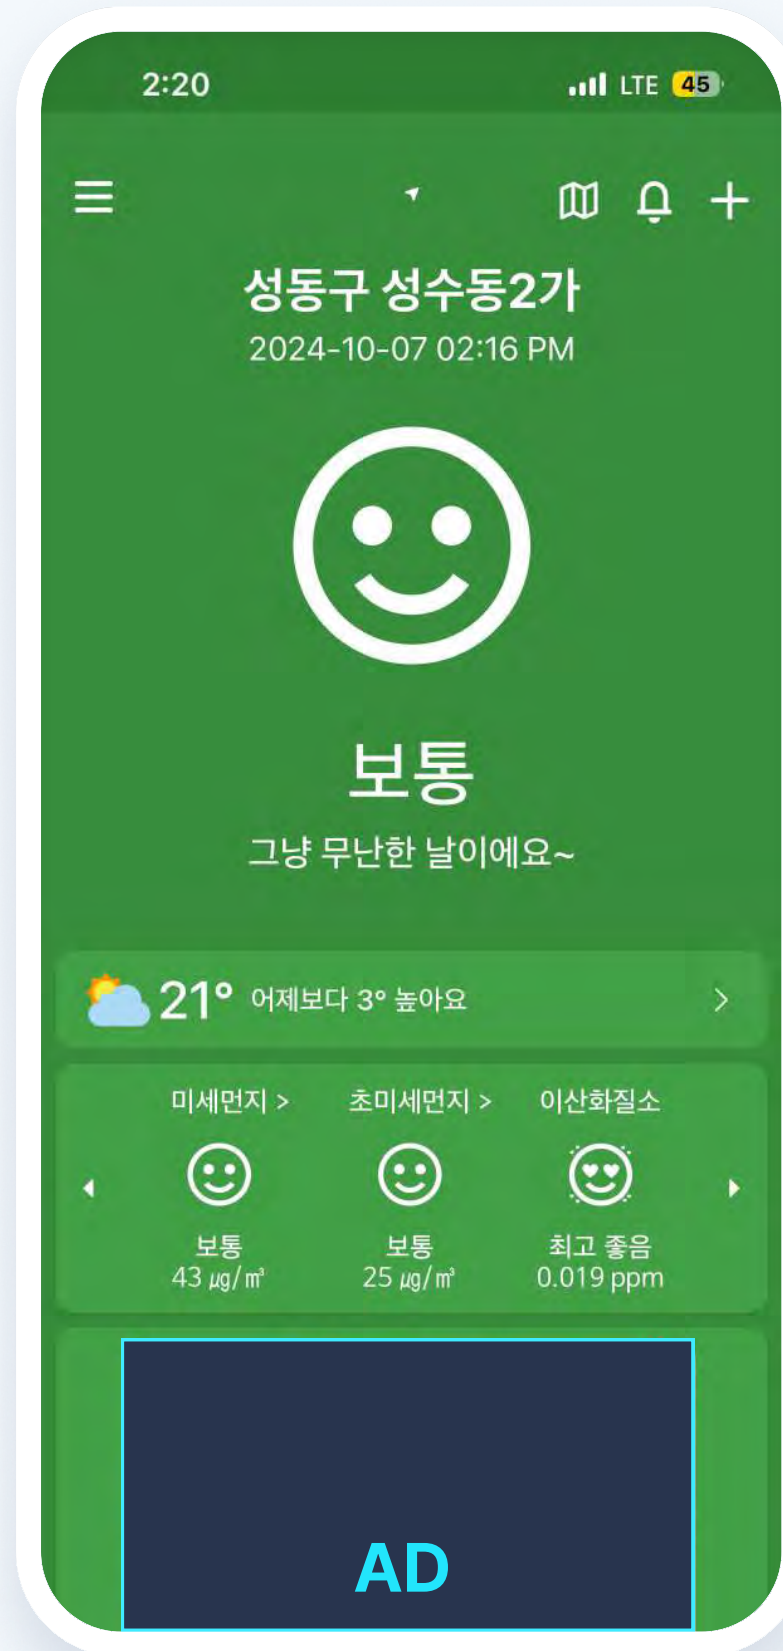 2:20 LTE 45
성동구 성수동2가
2024-10-07 02:16 PM
보통
그냥 무난한 날이에요~
21° 어제보다 3° 높아요 >
미세먼지 > 초미세먼지 > 이산화질소
보통 보통 최고 좋음
43 ㎍/㎥ 25 ㎍/㎥ 0.019 ppm
AD